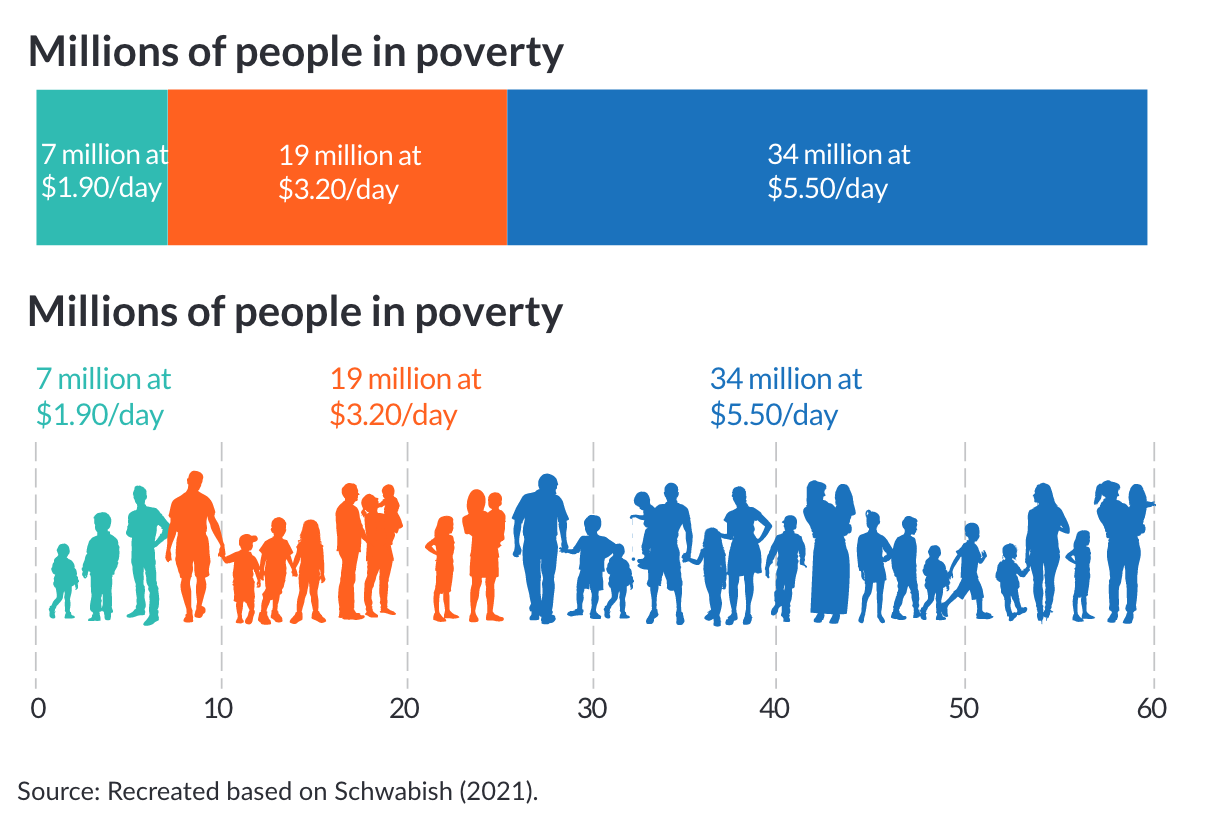 Millions of people in poverty
7 million at
$1.90/day
19 million at
$3.20/day
34 million at
$5.50/day
Millions of people in poverty
7 million at
$1.90/day
19 million at
$3.20/day
34 million at
$5.50/day
0 10 20 30 40 50 60
Source: Recreated based on Schwabish (2021).